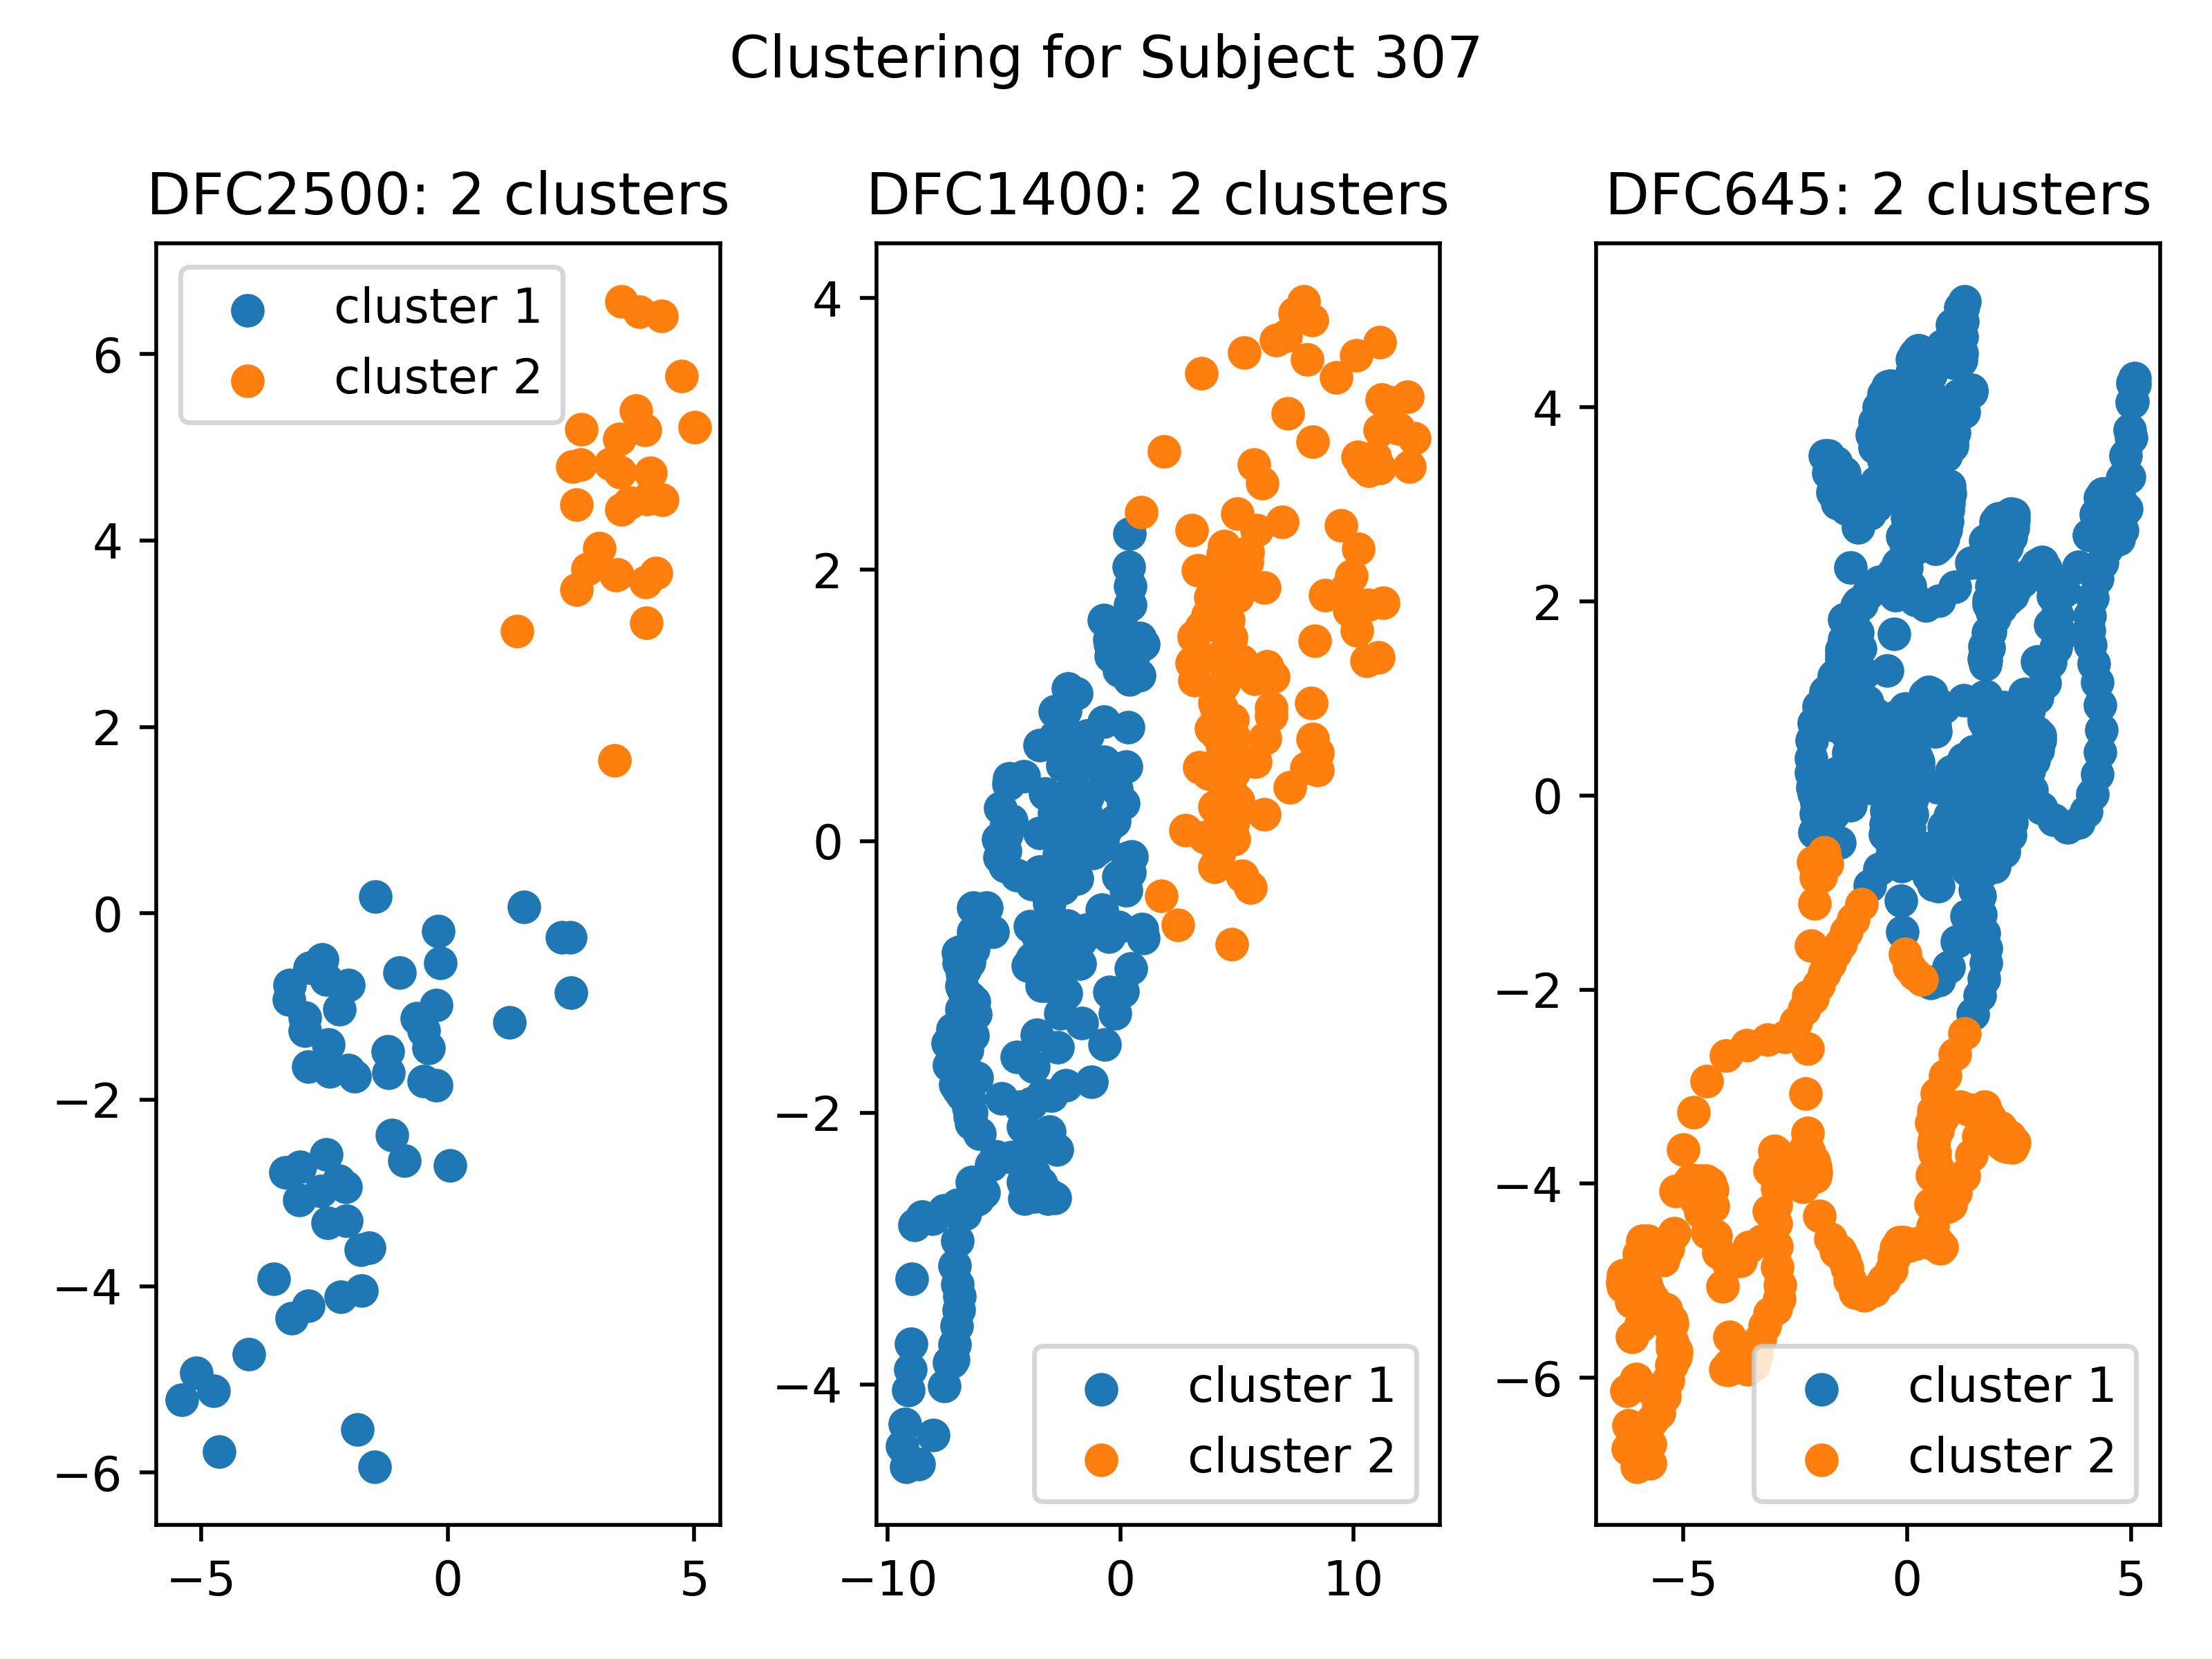 Clustering for Subject 307
DFC2500: 2 clusters
DFC1400: 2 clusters
DFC645: 2 clusters
cluster 1
cluster 2
6
4
2
0
−2
−4
−6
−5
0
5
4
2
0
−2
−4
cluster 1
cluster 2
−10
0
10
4
2
0
−2
−4
−6
cluster 1
cluster 2
−5
0
5